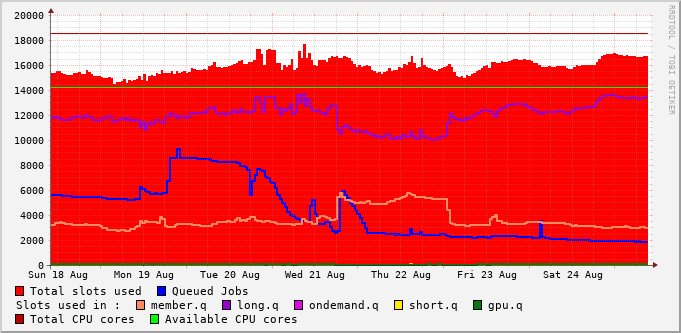 20000
18000
16000
14000
12000
10000
8000
6000
4000
2000
0
Sun 18 Aug Mon 19 Aug Tue 20 Aug Wed 21 Aug Thu 22 Aug Fri 23 Aug Sat 24 Aug
Total slots used Queued Jobs
Slots used in : member.q long.q ondemand.q short.q gpu.q
Total CPU cores Available CPU cores
RRDTOOL / TOBI OETIKER